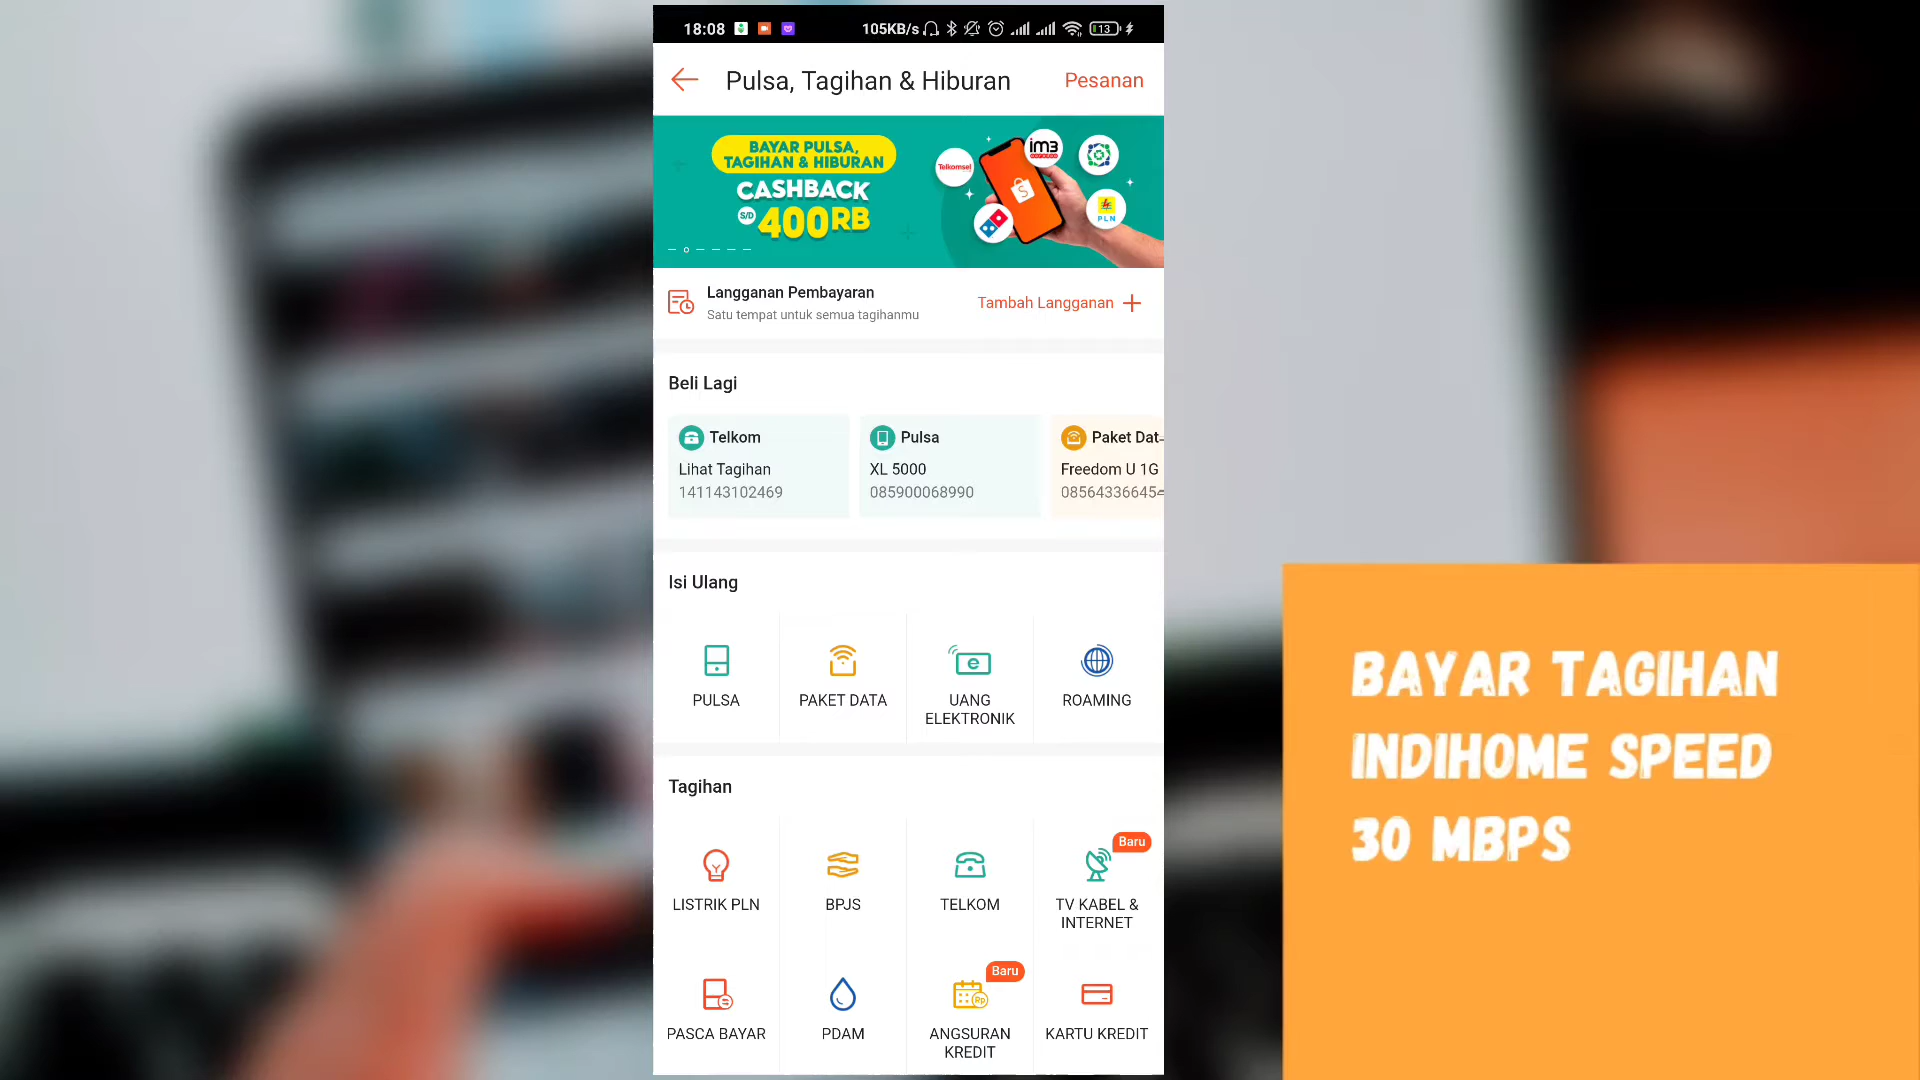 18:08
105KB/s
13
Pulsa, Tagihan & Hiburan
Pesanan
BAYAR PULSA,
TAGIHAN & HIBURAN
CASHBACK
S/D 400RB
Telkomsel
im3
PLN
Langganan Pembayaran
Satu tempat untuk semua tagihanmu
Tambah Langganan
Beli Lagi
Telkom
Lihat Tagihan
141143102469
Pulsa
XL 5000
085900068990
Paket Dat
Freedom U 1G
08564336645
Isi Ulang
PULSA
PAKET DATA
UANG
ELEKTRONIK
ROAMING
Tagihan
LISTRIK PLN
BPJS
TELKOM
Baru
TV KABEL &
INTERNET
PASCA BAYAR
PDAM
Baru
ANGSURAN
KREDIT
KARTU KREDIT
BAYAR TAGIHAN
INDIHOME SPEED
30 MBPS